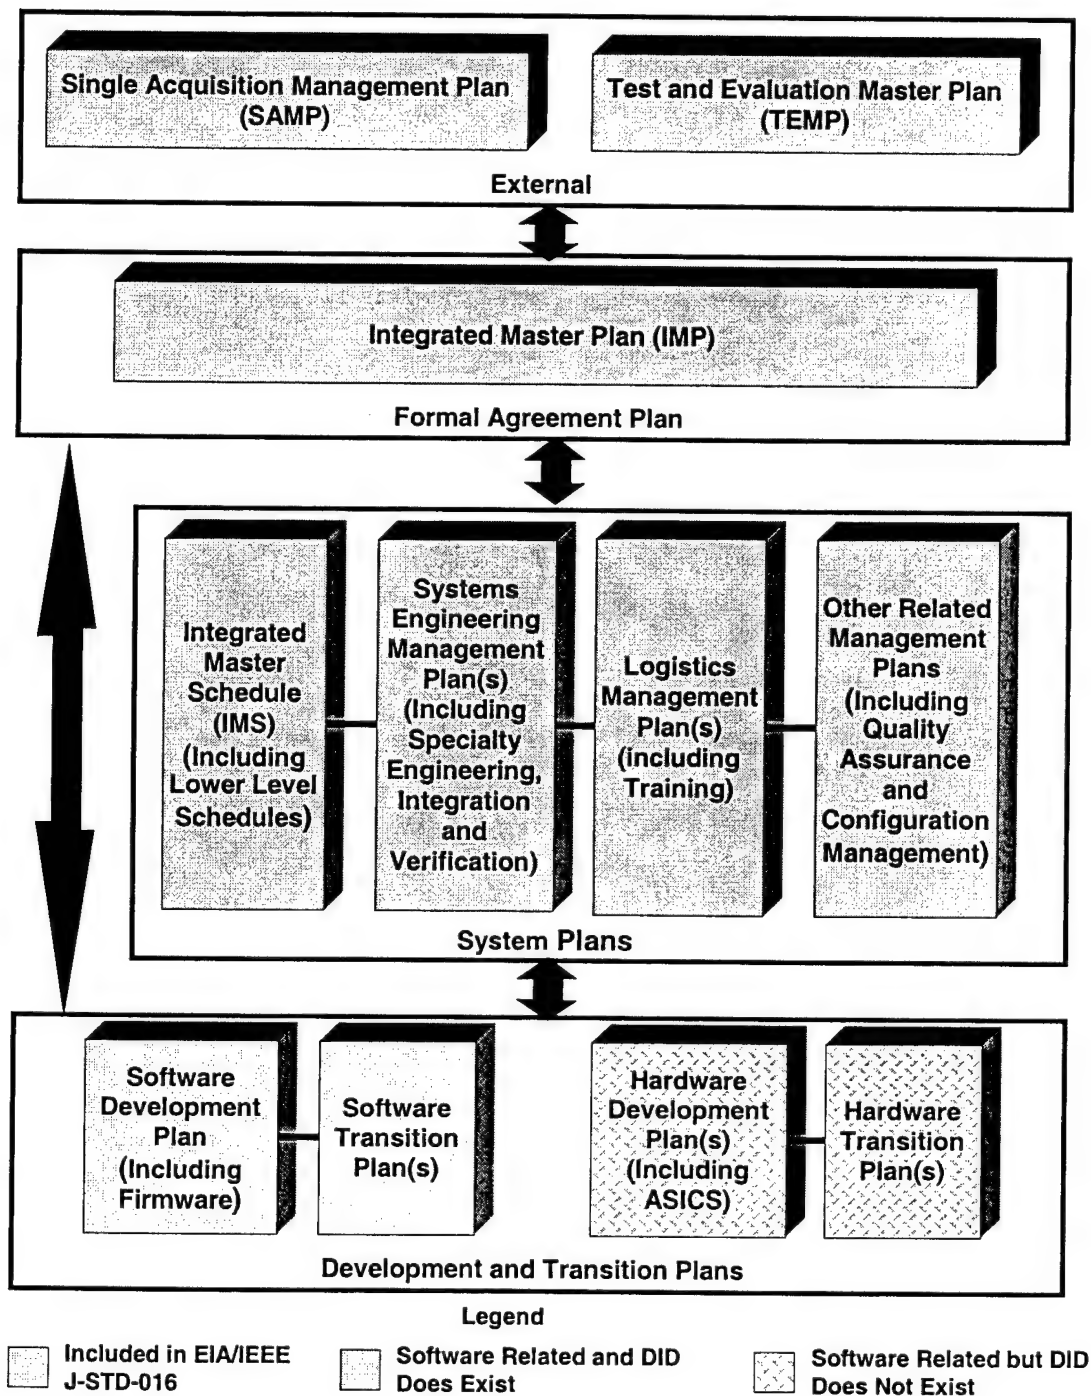 Single Acquisition Management Plan
(SAMP)
Test and Evaluation Master Plan
(TEMP)
External
Integrated Master Plan (IMP)
Formal Agreement Plan
Integrated
Master
Schedule
(IMS)
(Including
Lower Level
Schedules)
Systems
Engineering
Management
Plan(s)
(Including
Specialty
Engineering,
Integration
and
Verification)
Logistics
Management
Plan(s)
(including
Training)
Other Related
Management
Plans
(Including
Quality
Assurance
and
Configuration
Management)
System Plans
Software
Development
Plan
(Including
Firmware)
Software
Transition
Plan(s)
Hardware
Development
Plan(s)
(Including
ASICS)
Hardware
Transition
Plan(s)
Development and Transition Plans
Legend
Included in EIA/IEEE
J-STD-016
Software Related and DID
Does Exist
Software Related but DID
Does Not Exist